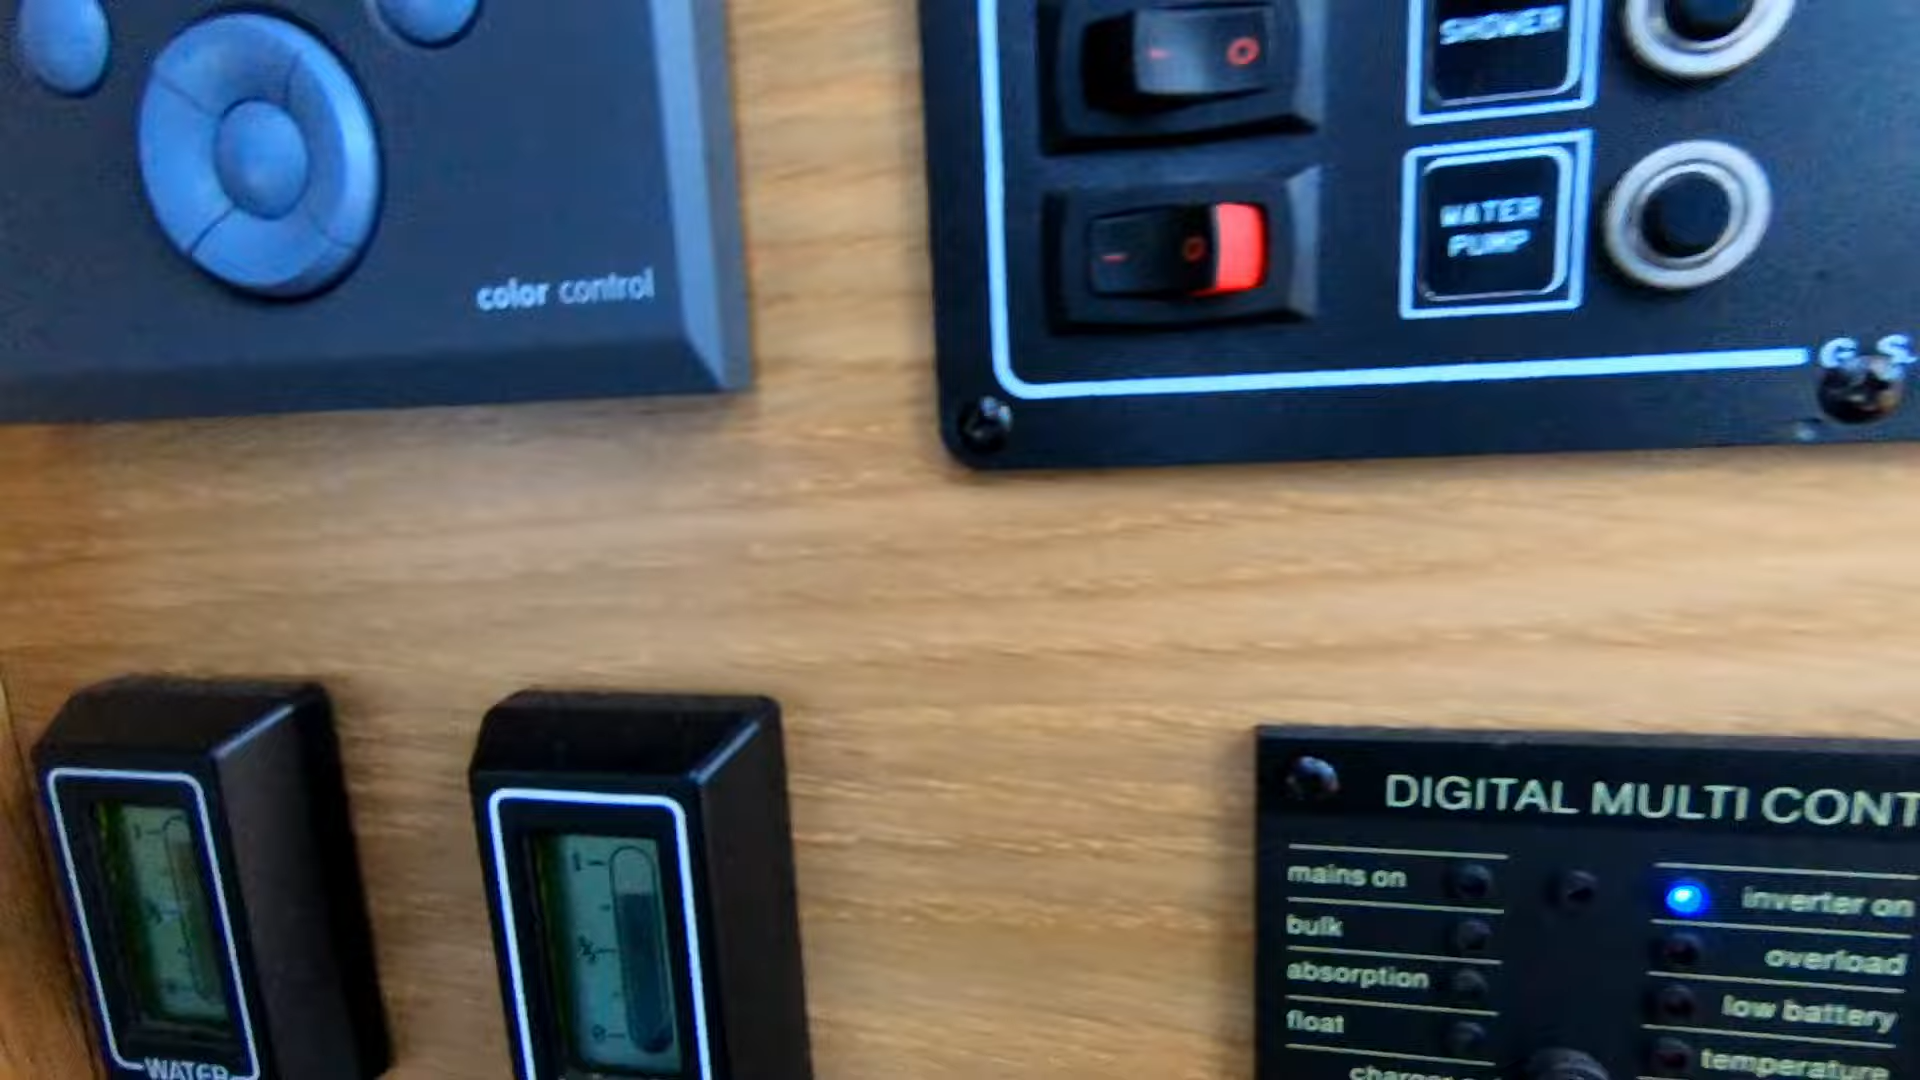 SHOWER
WATER
PUMP
color control
G. S.
DIGITAL MULTI CONT
mains on
inverter on
bulk
overload
absorption
low battery
float
temperature
charger
WATER